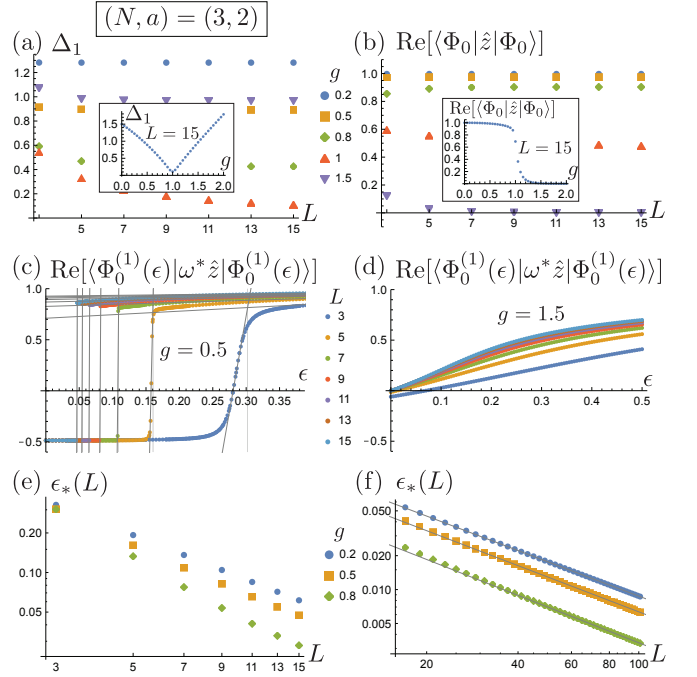 (N, a) = (3, 2)
(a) Δ₁
1.2
1.0
0.8
0.6
0.4
0.2
5 7 9 11 13 15 L
g
0.2
0.5
0.8
1
1.5
Δ₁
L = 15
1.5
1.0
0.5
0.0 0.5 1.0 1.5 2.0 g
(b) Re[⟨Φ₀|ẑ|Φ₀⟩]
1.0
0.8
0.6
0.4
0.2
5 7 9 11 13 15 L
Re[⟨Φ₀|ẑ|Φ₀⟩]
L = 15
1.0
0.8
0.6
0.4
0.2
0.0 0.5 1.0 1.5 2.0 g
(c) Re[⟨Φ₀⁽¹⁾(ϵ)|ω*ẑ|Φ₀⁽¹⁾(ϵ)⟩]
1.0
0.5
-0.5
g = 0.5
0.05 0.10 0.15 0.20 0.25 0.30 0.35 ϵ
L
3
5
7
9
11
13
15
(d) Re[⟨Φ₀⁽¹⁾(ϵ)|ω*ẑ|Φ₀⁽¹⁾(ϵ)⟩]
1.0
0.5
-0.5
g = 1.5
0.1 0.2 0.3 0.4 0.5 ϵ
(e) ϵ⁎(L)
0.20
0.10
0.05
3 5 7 9 11 13 15 L
g
0.2
0.5
0.8
(f) ϵ⁎(L)
0.050
0.020
0.010
0.005
20 40 60 80 100 L